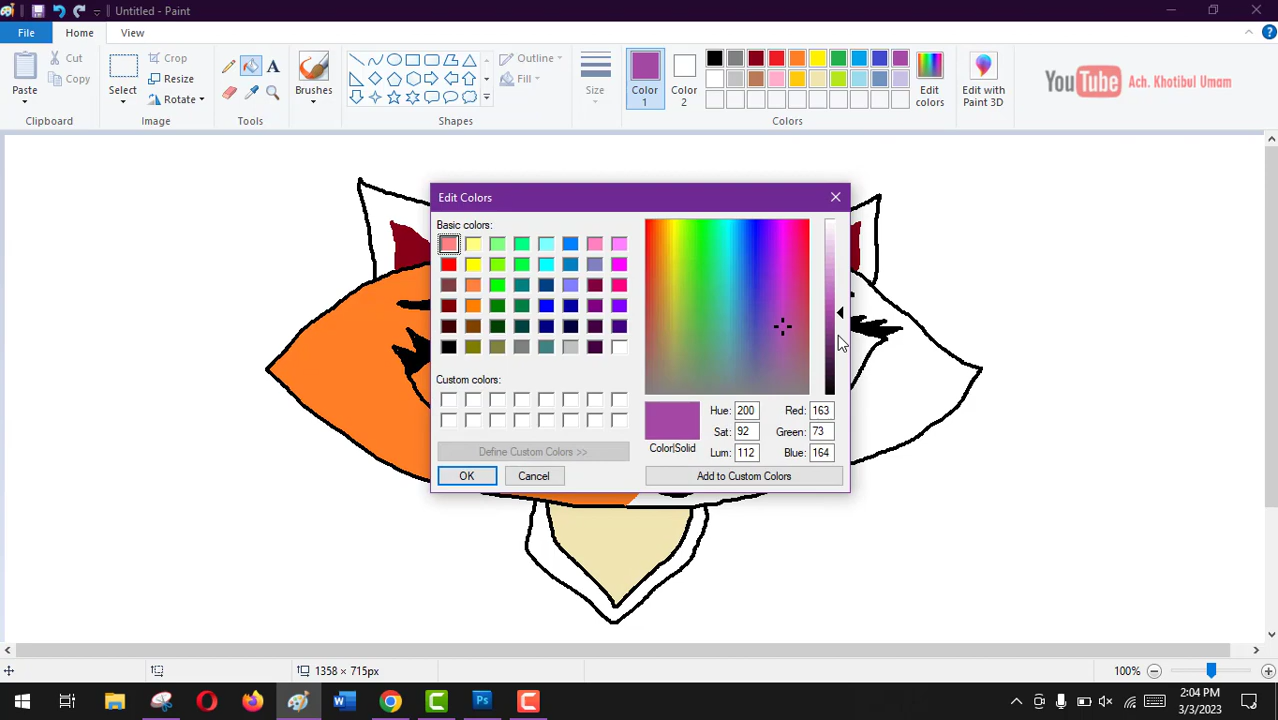 Untitled - Paint
File Home View
Paste
Cut
Copy
Clipboard
Select
Crop
Resize
Rotate
Image
A
Tools
Brushes
Outline
Fill
Shapes
Size
Color 1
Color 2
Edit colors
Colors
Edit with Paint 3D
YouTube Ach. Khotibul Umam
Edit Colors
Basic colors:
Custom colors:
Define Custom Colors >>
OK
Cancel
Color|Solid
Hue: 200
Sat: 92
Lum: 112
Red: 163
Green: 73
Blue: 164
Add to Custom Colors
1358 × 715px
100%
W
Ps
C
C
2:04 PM
3/3/2023